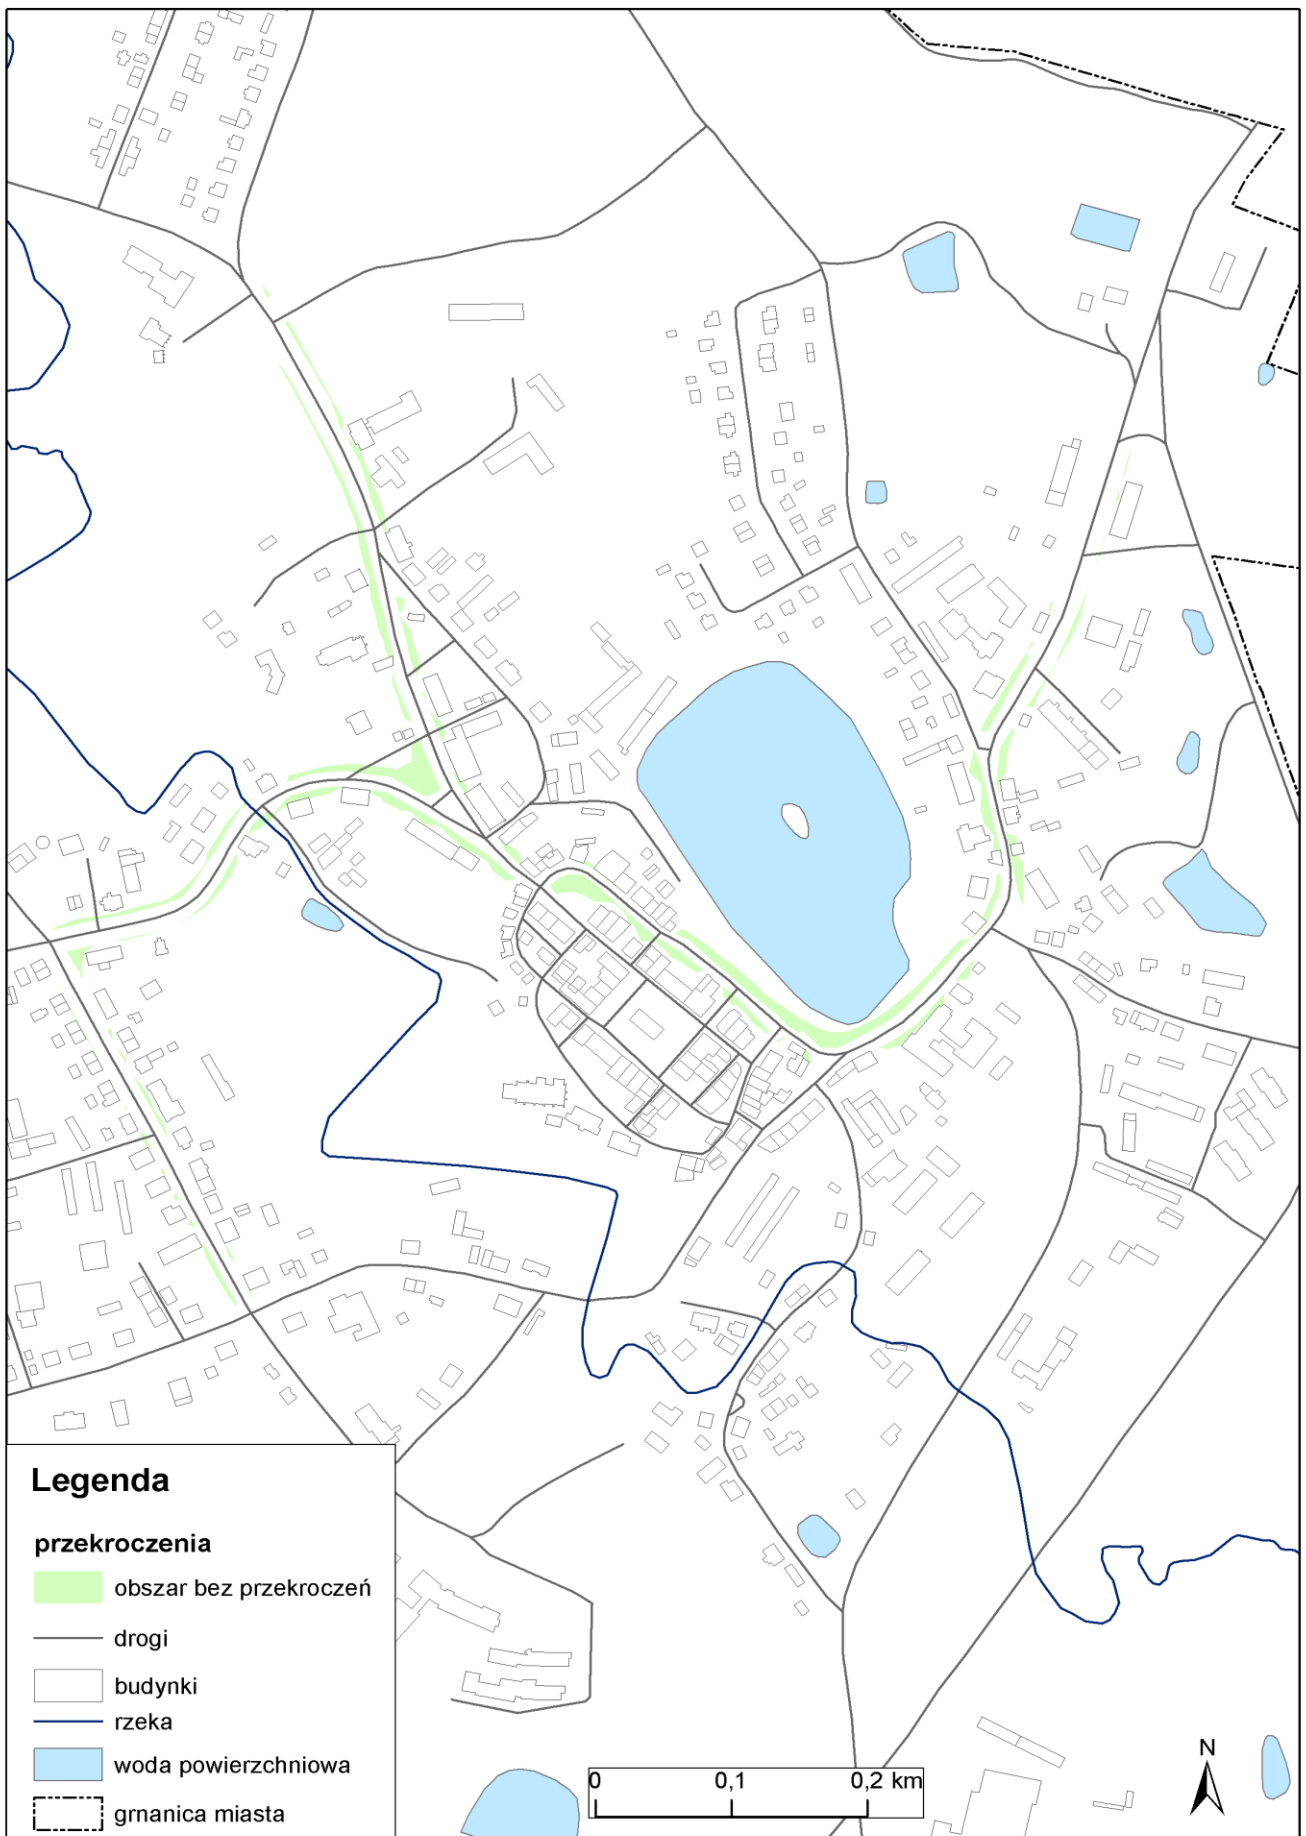 Legenda
przekroczenia
obszar bez przekroczeń
drogi
budynki
rzeka
woda powierzchniowa
grnanica miasta
0 0,1 0,2 km
N